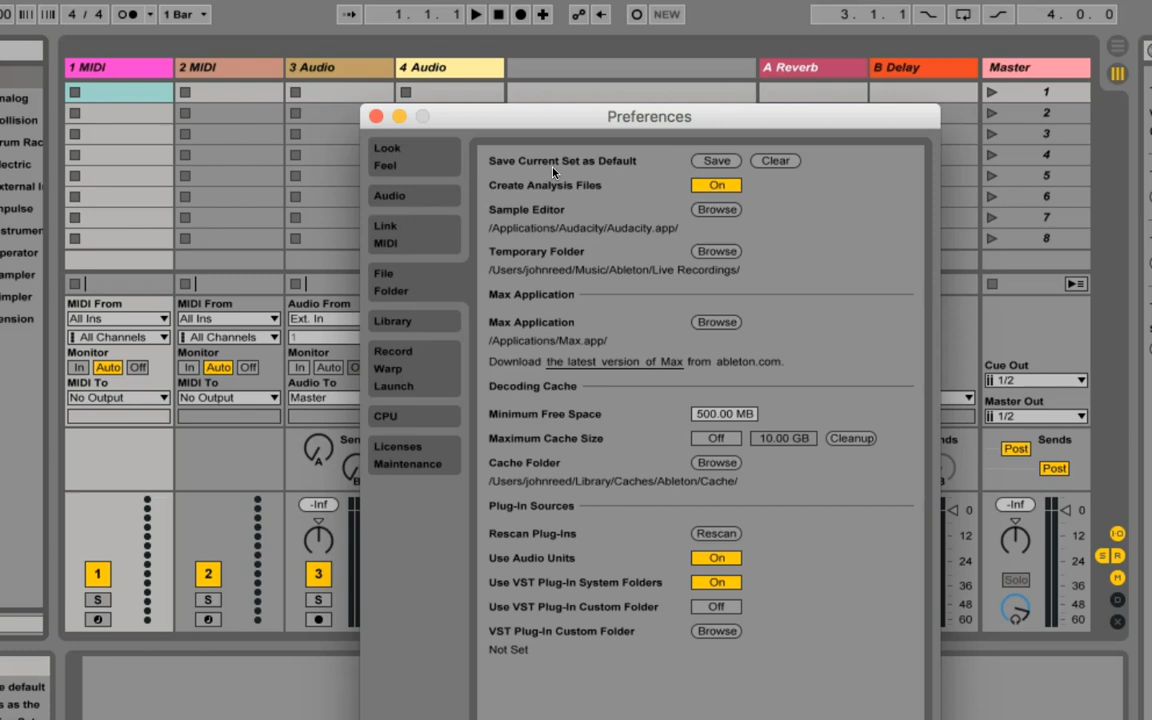 00 4 / 4 1 Bar 1. 1. 1 NEW 3. 1. 1 4. 0. 0
1 MIDI 2 MIDI 3 Audio 4 Audio A Reverb B Delay Master
1
2
3
4
5
6
7
8
Preferences
Look
Feel
Audio
Link
MIDI
File
Folder
Library
Record
Warp
Launch
CPU
Licenses
Maintenance
Save Current Set as Default Save Clear
Create Analysis Files On
Sample Editor Browse
/Applications/Audacity/Audacity.app/
Temporary Folder Browse
/Users/johnreed/Music/Ableton/Live Recordings/
Max Application
Max Application Browse
/Applications/Max.app/
Download the latest version of Max from ableton.com.
Decoding Cache
Minimum Free Space 500.00 MB
Maximum Cache Size Off 10.00 GB Cleanup
Cache Folder Browse
/Users/johnreed/Library/Caches/Ableton/Cache/
Plug-In Sources
Rescan Plug-Ins Rescan
Use Audio Units On
Use VST Plug-In System Folders On
Use VST Plug-In Custom Folder Off
VST Plug-In Custom Folder Browse
Not Set
nalog
ollision
rum Rac
lectric
xternal I
mpulse
nstrumer
perator
ampler
impler
ension
MIDI From MIDI From Audio From
All Ins All Ins Ext. In
All Channels All Channels 1
Monitor Monitor Monitor
In Auto Off In Auto Off In Auto O
MIDI To MIDI To Audio To
No Output No Output Master
Sen
A
B
-Inf
1 2 3
S S S
Cue Out
1/2
Master Out
1/2
nds Sends
Post
Post
-Inf 0
12
24
Solo 36
48
60
0
12
24
36
48
60
I·O
S R
M
D
X
e default
s as the